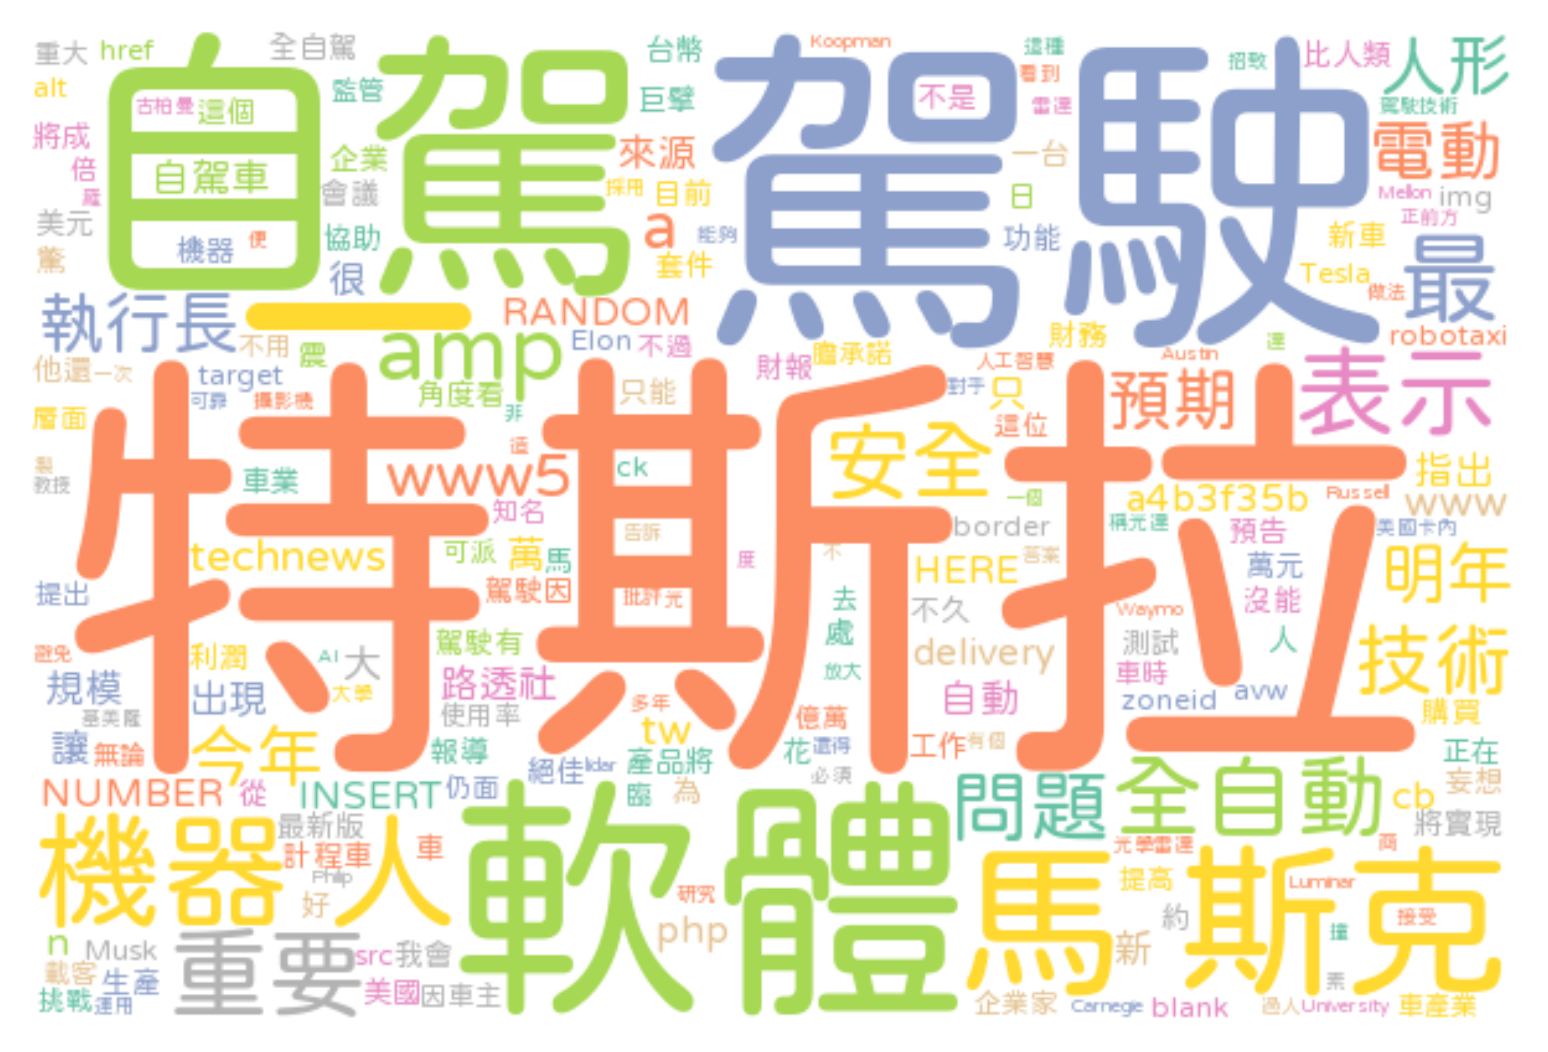 重大 href 全自駕 台幣 Koopman 這種 招致 比人類 人形
alt 自駕 監管 巨擘 駕駛 看到 駕駛技術
古柏曼 這個 不是 雷達
將成 企業 來源 一台 電動
倍 自駕車 會議 採用 目前 日 Mellon img
羅 美元 協助 a 能夠 功能 新車 正前方
驚 機器 便 很 套件 Tesla 做法 最
執行長 一 RANDOM 財務 robotaxi
不用 震 amp Elon 不過 膽承諾 人工智慧 Austin 達 表示
他還 一次 target 角度看 財報 只能 對手 只 預期
可靠 攝影機 非 這位
層面 特斯拉 造 安全 指出
製 教授 車業 www5 ck 一個 a4b3f35b Russell www
知名 告訴 border 稱光達 預告 美國卡內
technews 可派 萬 馬 度 不 HERE 答案 萬元 明年
提出 駕駛因 批評 光 去 不久 Waymo 沒能
避免 利潤 AI 大 駕駛有 處 delivery 測試 人 技術
規模 出現 大學 路透社 放大 自動 車時 zoneid avw 購買
基美隆 使用率 多年 tw 億萬
讓 無論 今年 報導 絕佳 lidar 產品將 花 還得 工作 有個 正在
NUMBER 從 INSERT 仍面 臨 為 必須 問題 全自動 cb 妄想
機器人 最新版 軟體 將實現
計程車 車 光學雷達 商
Philip 好 研究 馬斯克 提高 Luminar
n Musk 重要 src 我會 php 新 約 接受 撞
載客 生產 美國 因車主 素
挑戰 運用 企業家 Carnegie blank 過人 University 車產業